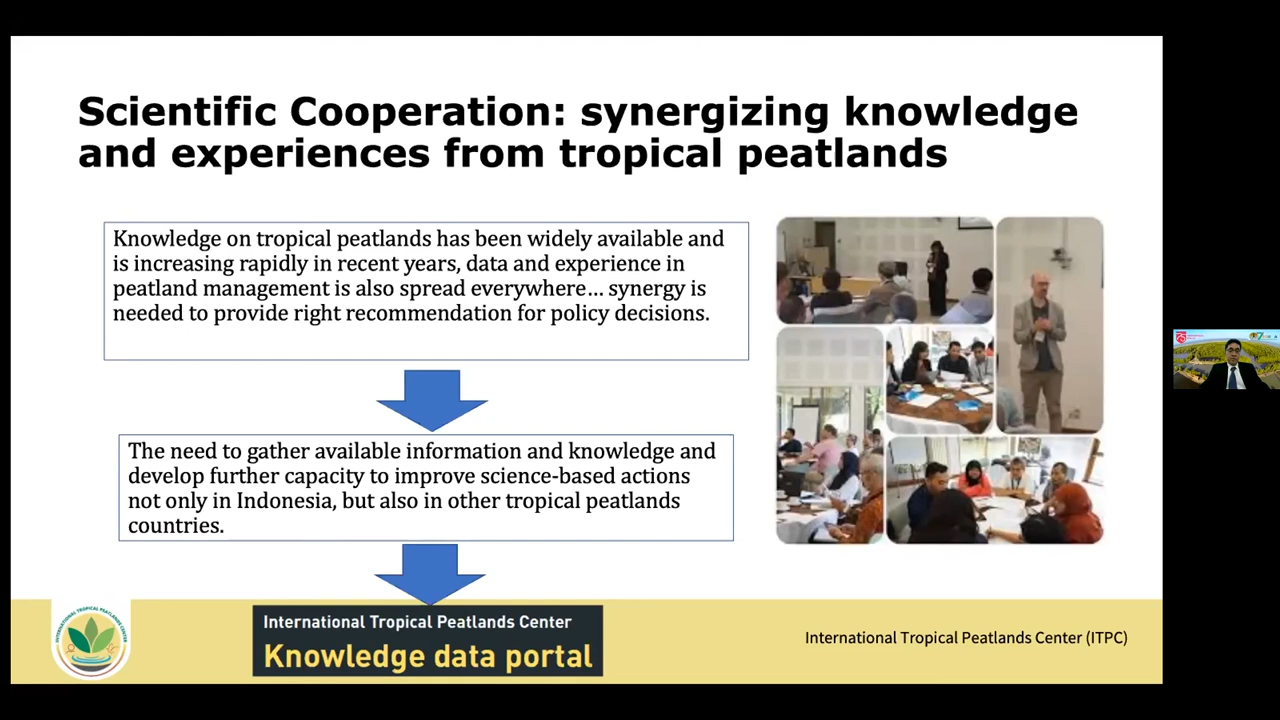 Scientific Cooperation: synergizing knowledge
and experiences from tropical peatlands
Knowledge on tropical peatlands has been widely available and
is increasing rapidly in recent years, data and experience in
peatland management is also spread everywhere... synergy is
needed to provide right recommendation for policy decisions.
The need to gather available information and knowledge and
develop further capacity to improve science-based actions
not only in Indonesia, but also in other tropical peatlands
countries.
INTERNATIONAL TROPICAL PEATLANDS CENTER
International Tropical Peatlands Center
Knowledge data portal
International Tropical Peatlands Center (ITPC)